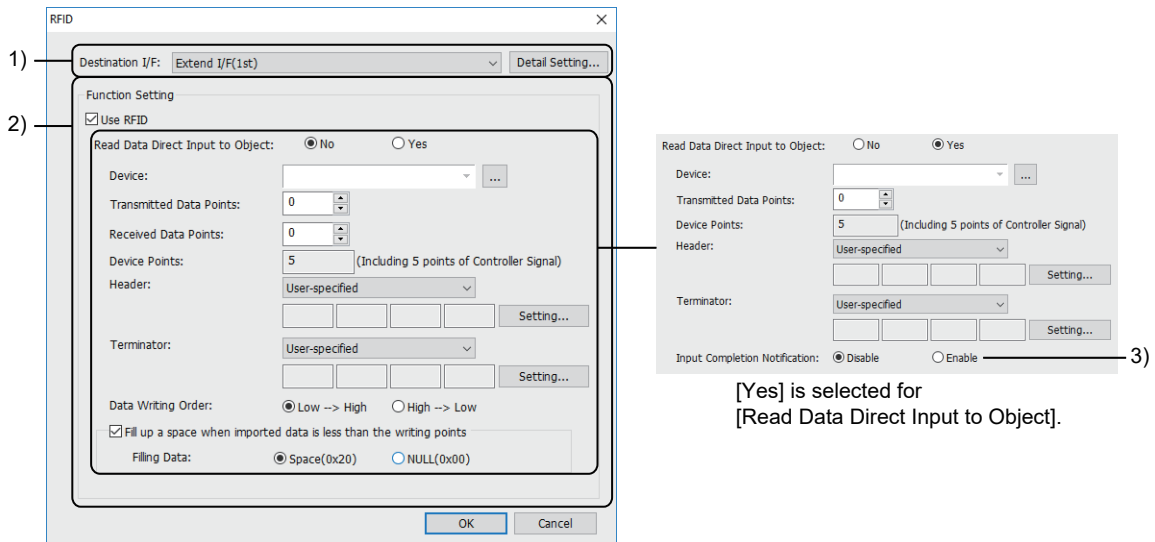 RFID
1)
Destination I/F: Extend I/F(1st) Detail Setting...
2)
Function Setting
Use RFID
Read Data Direct Input to Object: No Yes
Device: ...
Transmitted Data Points: 0
Received Data Points: 0
Device Points: 5 (Including 5 points of Controller Signal)
Header: User-specified
Setting...
Terminator: User-specified
Setting...
Data Writing Order: Low --> High High --> Low
Fill up a space when imported data is less than the writing points
Filling Data: Space(0x20) NULL(0x00)
OK Cancel
Read Data Direct Input to Object: No Yes
Device: ...
Transmitted Data Points: 0
Device Points: 5 (Including 5 points of Controller Signal)
Header: User-specified
Setting...
Terminator: User-specified
Setting...
Input Completion Notification: Disable Enable
3)
[Yes] is selected for
[Read Data Direct Input to Object].